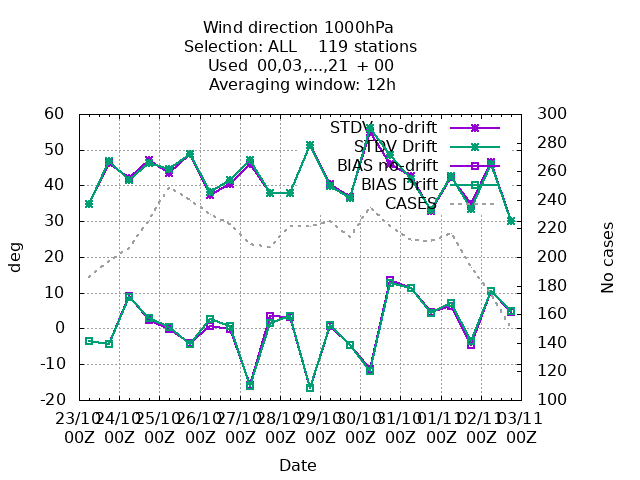 Wind direction 1000hPa
Selection: ALL    119 stations
Used  00,03,...,21  + 00
Averaging window: 12h
60 300
50 280
40 260
30 240
20 220
10 200
0 180
-10 160
-20 140
120
100
deg
No cases
STDV no-drift
STDV Drift
BIAS no-drift
BIAS Drift
CASES
23/10 24/10 25/10 26/10 27/10 28/10 29/10 30/10 31/10 01/11 02/11 03/11
00Z 00Z 00Z 00Z 00Z 00Z 00Z 00Z 00Z 00Z 00Z 00Z
Date